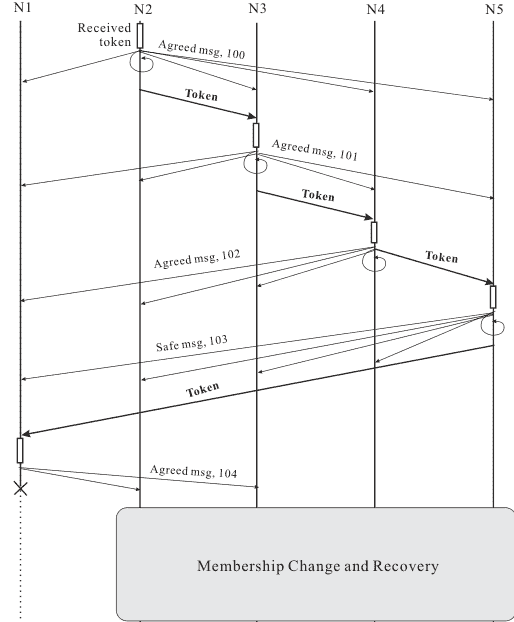 N1 N2 N3 N4 N5
Received
token
Agreed msg, 100
Token
Agreed msg, 101
Token
Agreed msg, 102
Token
Safe msg, 103
Token
Agreed msg, 104
Membership Change and Recovery